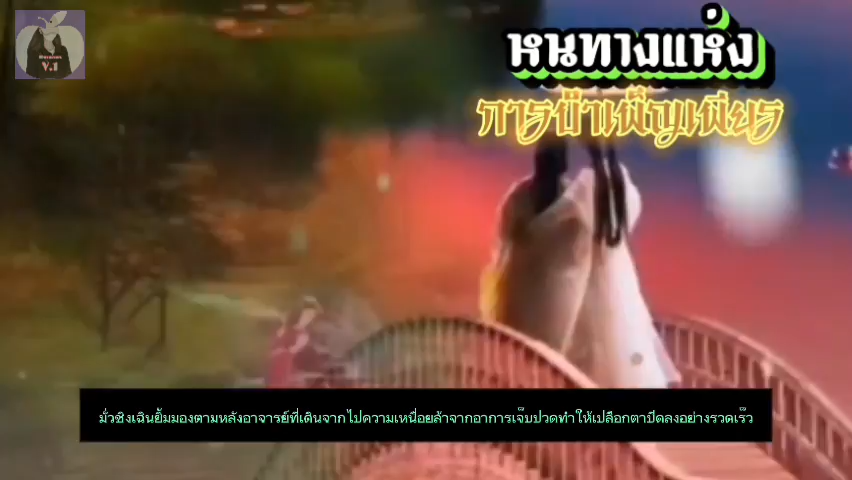 V.1
หนทางแห่ง
การบำเพ็ญเพียร
มั่วชิงเฉินยิ้มมองตามหลังอาจารย์ที่เดินจากไปความเหนื่อยล้าจากอาการเจ็บปวดทำให้เปลือกตาปิดลงอย่างรวดเร็ว